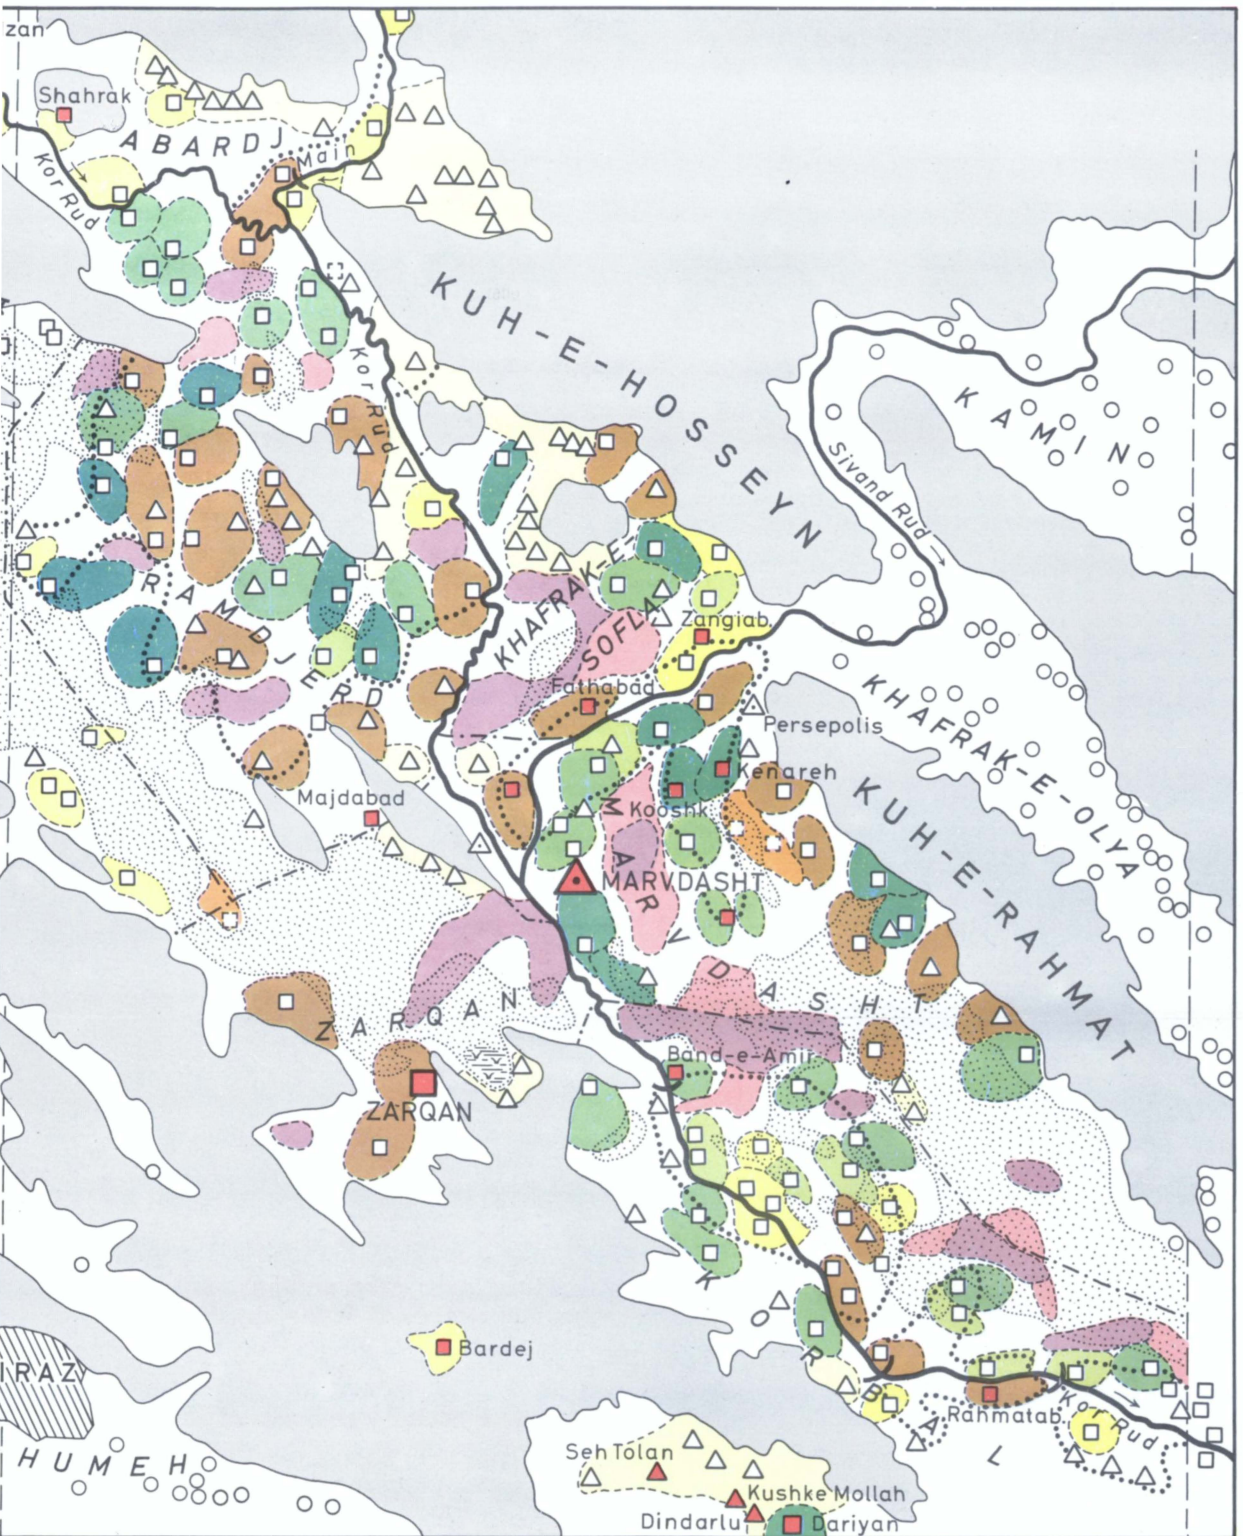 zan
Shahrak
ABARDJ
Main
Kor Rud
KUH-E-HOSSEYN
Kor Rud
KAMIN
Sivand Rud
KHAFRAK-E
SOFLA
RAMDJERD
Zangiab.
Fathabad
Persepolis
KHAFRAK-E-OLYA
Kenareh
Kooshk
KUH-E-RAHMAT
Majdabad
MARVDASHT
MARVDASHT
ZARQAN
Band-e-Amir
ZARQAN
KORBAL
Bardej
IRAZ
Rahmatab.
Kor Rud
HUMEH
Seh Tolan
Kushke Mollah
Dindarlu
Dariyan